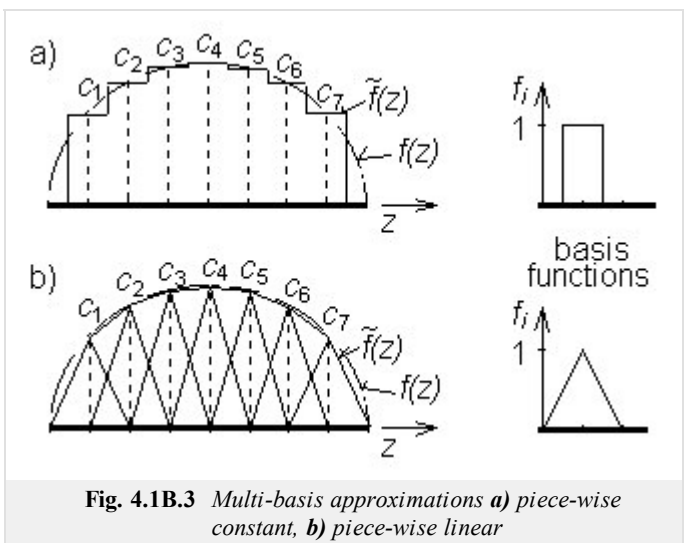 a)
c₁ c₂ c₃ c₄ c₅ c₆ c₇
f̃(z)
f(z)
z
fᵢ
1
basis
functions
b)
c₁ c₂ c₃ c₄ c₅ c₆ c₇
f̃(z)
f(z)
z
fᵢ
1
Fig. 4.1B.3 Multi-basis approximations a) piece-wise
constant, b) piece-wise linear